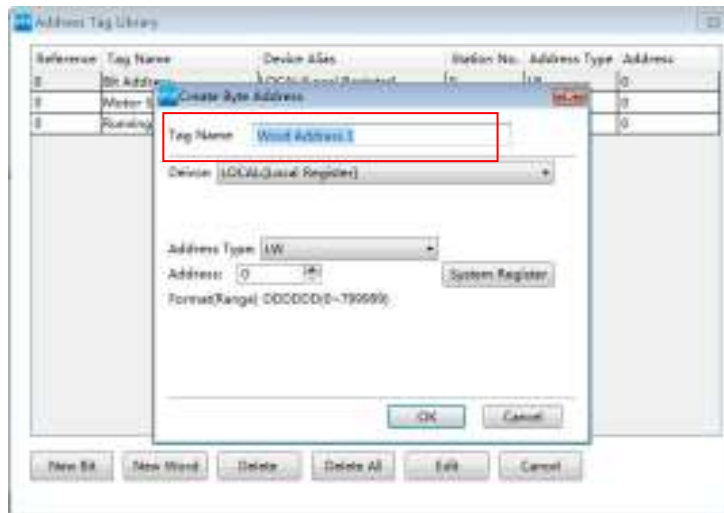 Address Tag Library
Reference Tag Name Device Alias Station No. Address Type Address
0 Bit Address LOCAL(Local Register) 0 LB 0
0 Motor 0
0 Running 0
Create Byte Address
Tag Name Word Address 1
Device LOCAL(Local Register)
Address Type LW
Address: 0 System Register
Format(Range) DDDDDD(0~799999)
OK Cancel
New Bit New Word Delete Delete All Edit Cancel